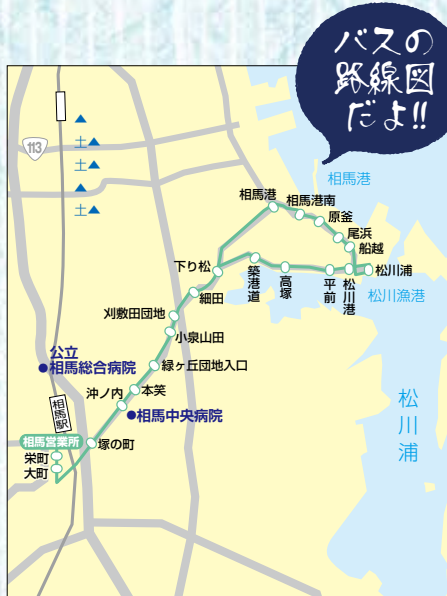 バスの
路線図
だよ!!
113
▲
土▲
土▲
▲
土▲
相馬港
相馬港
相馬港南
原釜
尾浜
船越
下り松
築港道
高塚
平前
松川港
松川浦
松川漁港
細田
刈敷田団地
小泉山田
公立
相馬総合病院
緑ヶ丘団地入口
本笑
沖ノ内
相馬中央病院
松川浦
相馬駅
相馬営業所
塚の町
栄町
大町